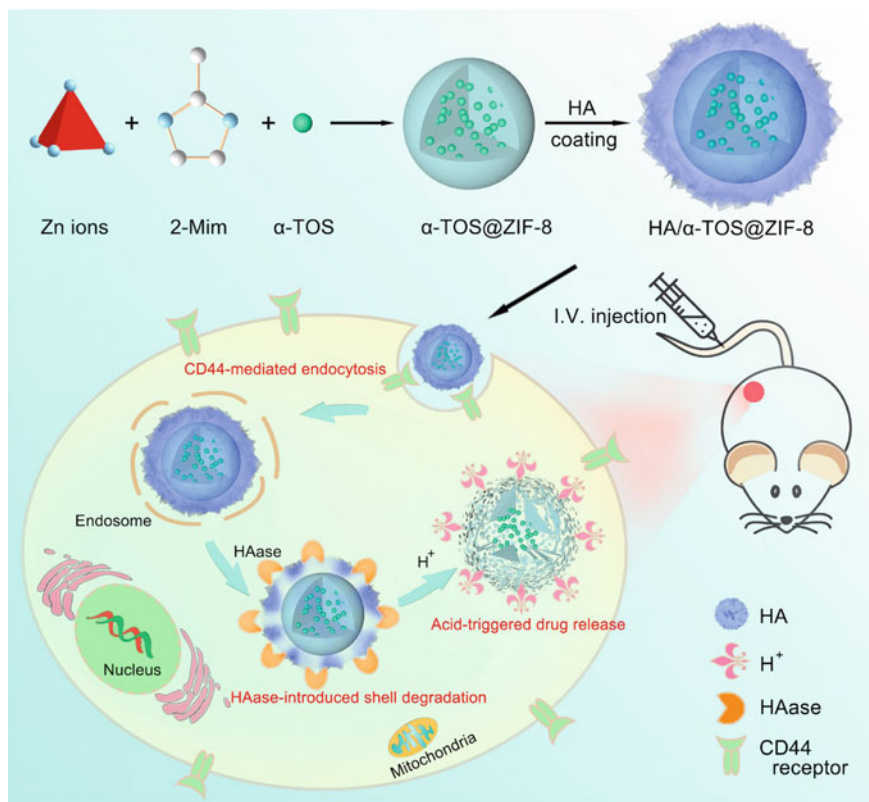 +
+
HA
coating
Zn ions
2-Mim
α-TOS
α-TOS@ZIF-8
HA/α-TOS@ZIF-8
I.V. injection
CD44-mediated endocytosis
Endosome
HAase
H+
Acid-triggered drug release
Nucleus
HAase-introduced shell degradation
Mitochondria
HA
H+
HAase
CD44
receptor